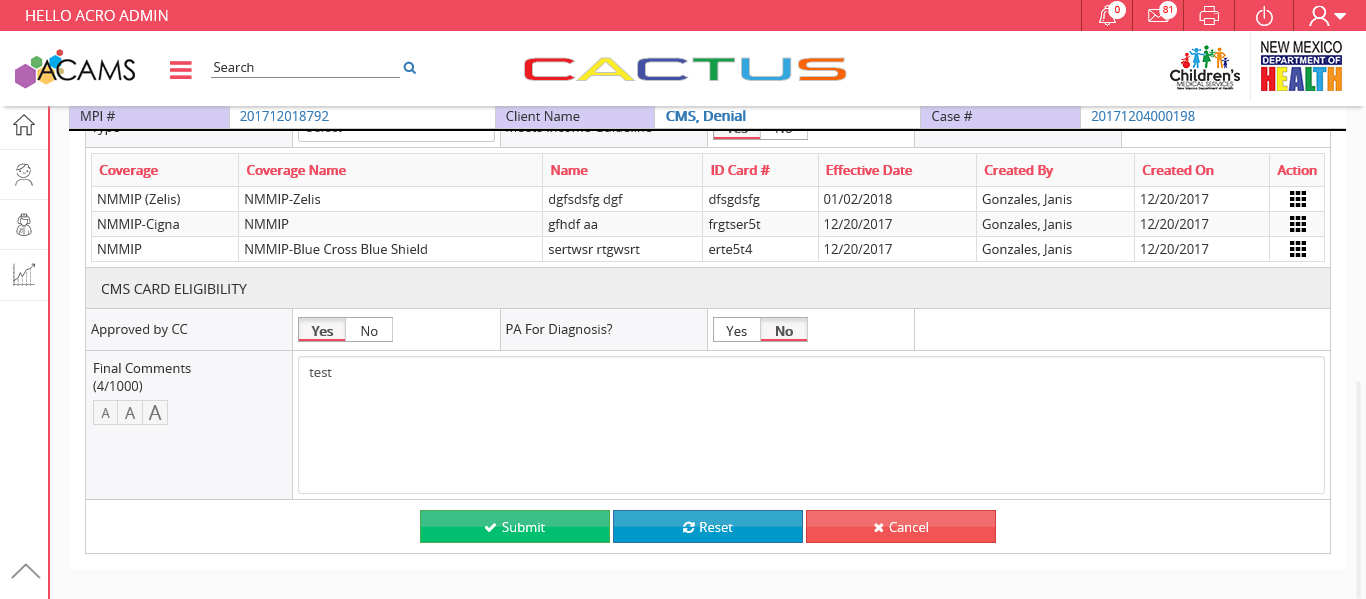 HELLO ACRO ADMIN 0 81
ACAMS Search CACTUS Children's MEDICAL SERVICES NEW MEXICO DEPARTMENT OF HEALTH
MPI # 201712018792 Client Name CMS, Denial Case # 20171204000198
Yes No
Coverage Coverage Name Name ID Card # Effective Date Created By Created On Action
NMMIP (Zelis) NMMIP-Zelis dgfsdsfg dgf dfsgdsfg 01/02/2018 Gonzales, Janis 12/20/2017
NMMIP-Cigna NMMIP gfhdf aa frgtser5t 12/20/2017 Gonzales, Janis 12/20/2017
NMMIP NMMIP-Blue Cross Blue Shield sertwsr rtgwsrt erte5t4 12/20/2017 Gonzales, Janis 12/20/2017
CMS CARD ELIGIBILITY
Approved by CC Yes No PA For Diagnosis? Yes No
Final Comments test
(4/1000)
A A A
Submit Reset Cancel